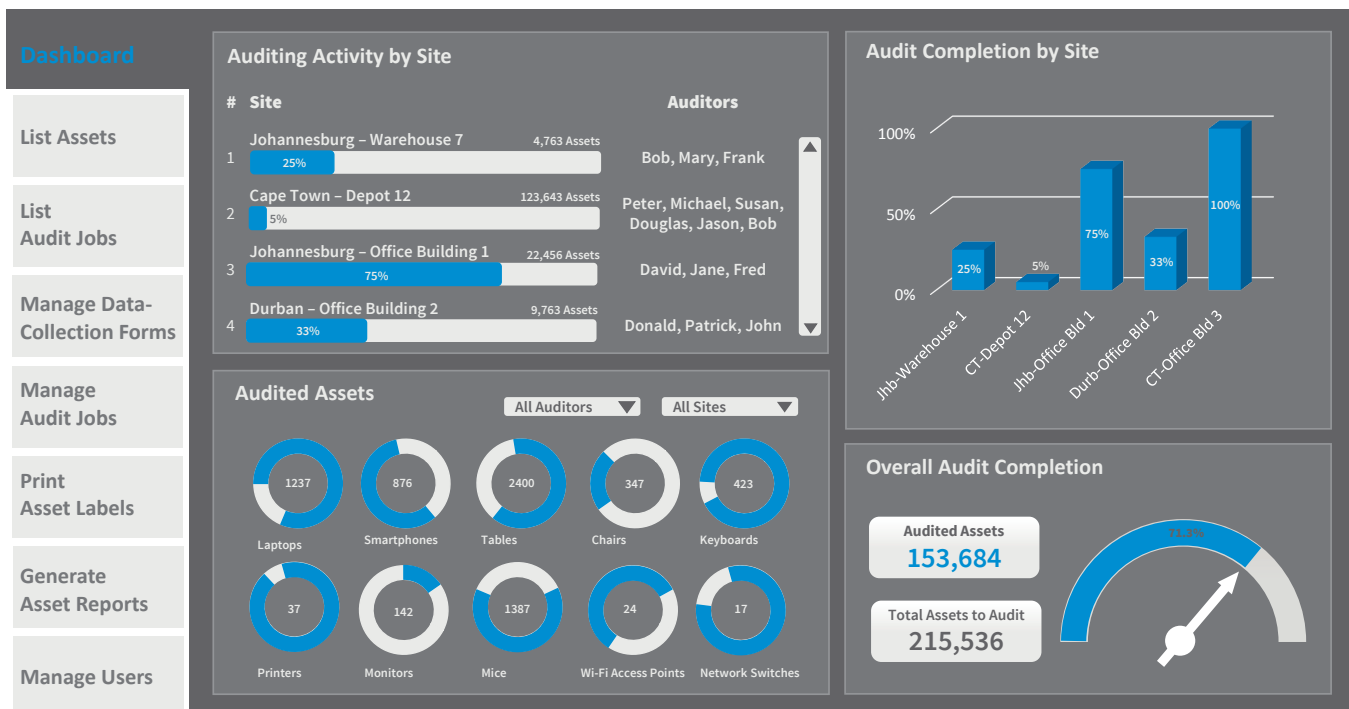 Dashboard
List Assets
List
Audit Jobs
Manage Data-
Collection Forms
Manage
Audit Jobs
Print
Asset Labels
Generate
Asset Reports
Manage Users
Auditing Activity by Site
# Site Auditors
Johannesburg – Warehouse 7 4,763 Assets
1 25% Bob, Mary, Frank
Cape Town – Depot 12 123,643 Assets
2 5% Peter, Michael, Susan,
Douglas, Jason, Bob
Johannesburg – Office Building 1 22,456 Assets
3 75% David, Jane, Fred
Durban – Office Building 2 9,763 Assets
4 33% Donald, Patrick, John
Audited Assets
All Auditors All Sites
1237 876 2400 347 423
Laptops Smartphones Tables Chairs Keyboards
37 142 1387 24 17
Printers Monitors Mice Wi-Fi Access Points Network Switches
Audit Completion by Site
100%
50%
0%
25% 5% 75% 33% 100%
Jhb-Warehouse 1
CT-Depot 12
Jhb-Office Bld 1
Durb-Office Bld 2
CT-Office Bld 3
Overall Audit Completion
Audited Assets
153,684
Total Assets to Audit
215,536
71.3%